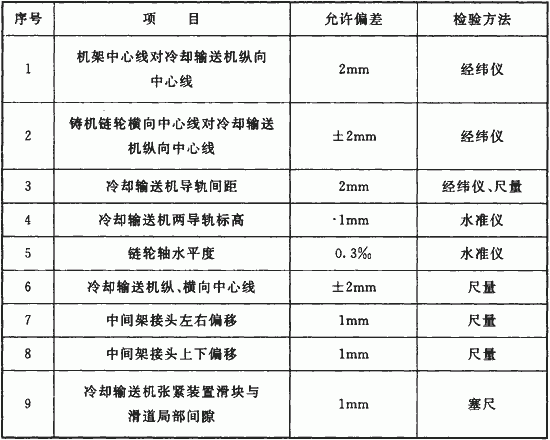 序号 项 目 允许偏差 检验方法
1 机架中心线对冷却输送机纵向
中心线 2mm 经纬仪
2 铸机链轮横向中心线对冷却输送
机纵向中心线 ±2mm 经纬仪
3 冷却输送机导轨间距 2mm 经纬仪、尺量
4 冷却输送机两导轨标高 1mm 水准仪
5 链轮轴水平度 0.3‰ 水准仪
6 冷却输送机纵、横向中心线 ±2mm 尺量
7 中间架接头左右偏移 1mm 尺量
8 中间架接头上下偏移 1mm 尺量
9 冷却输送机张紧装置滑块与
滑道局部间隙 1mm 塞尺